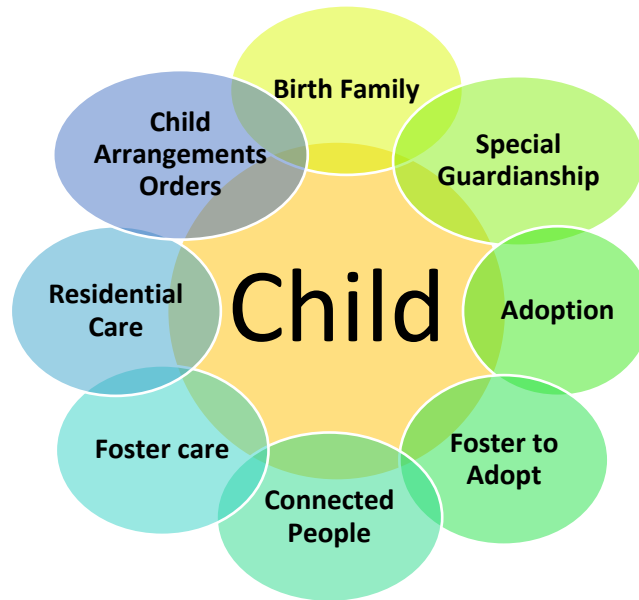 Birth Family
Special
Guardianship
Adoption
Foster to
Adopt
Connected
People
Foster care
Residential
Care
Child
Arrangements
Orders
Child